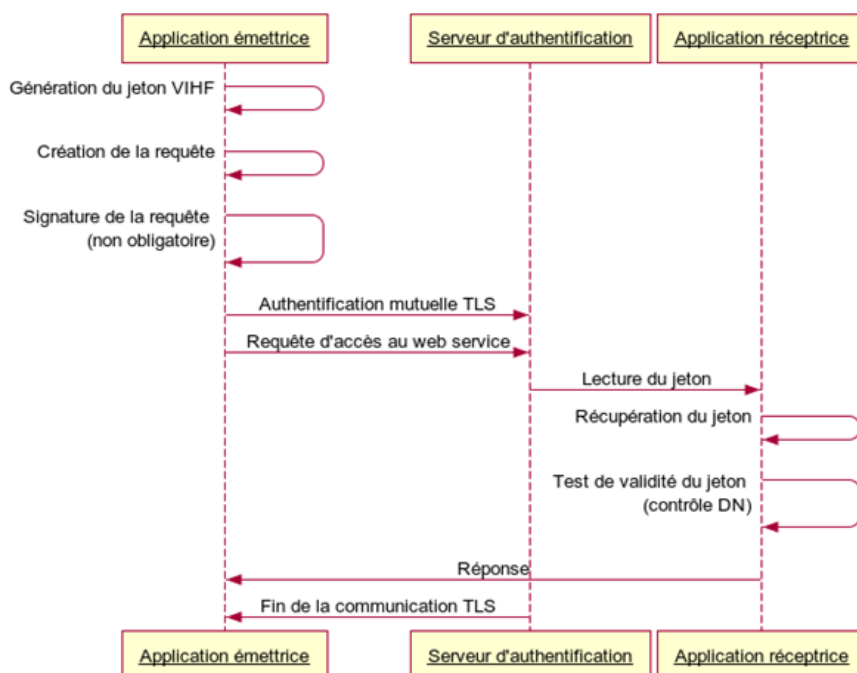 Application émettrice
Serveur d'authentification
Application réceptrice
Génération du jeton VIHF
Création de la requête
Signature de la requête
(non obligatoire)
Authentification mutuelle TLS
Requête d'accès au web service
Lecture du jeton
Récupération du jeton
Test de validité du jeton
(contrôle DN)
Réponse
Fin de la communication TLS
Application émettrice
Serveur d'authentification
Application réceptrice